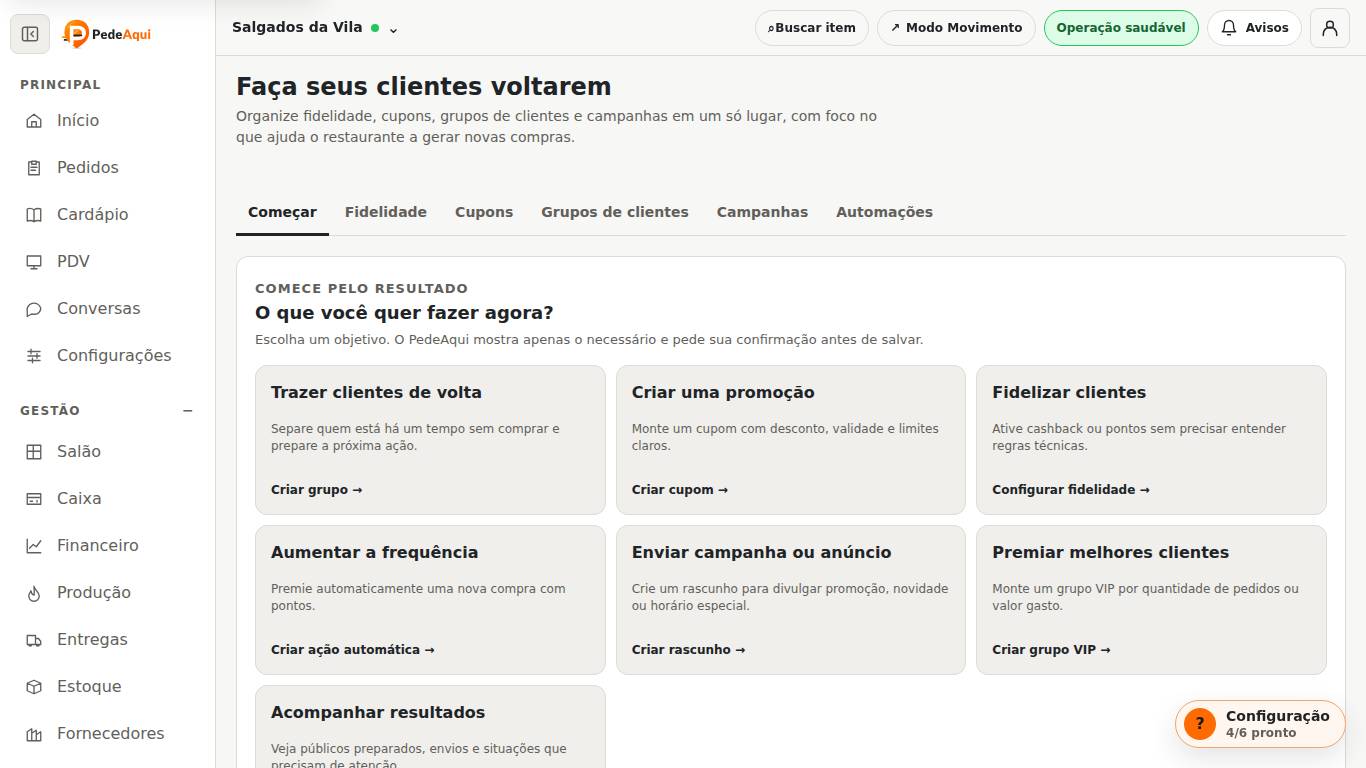 PedeAqui
PRINCIPAL
Início
Pedidos
Cardápio
PDV
Conversas
Configurações
GESTÃO
Salão
Caixa
Financeiro
Produção
Entregas
Estoque
Fornecedores
Salgados da Vila
Buscar item
↗ Modo Movimento
Operação saudável
Avisos
Faça seus clientes voltarem
Organize fidelidade, cupons, grupos de clientes e campanhas em um só lugar, com foco no
que ajuda o restaurante a gerar novas compras.
Começar Fidelidade Cupons Grupos de clientes Campanhas Automações
COMECE PELO RESULTADO
O que você quer fazer agora?
Escolha um objetivo. O PedeAqui mostra apenas o necessário e pede sua confirmação antes de salvar.
Trazer clientes de volta
Separe quem está há um tempo sem comprar e
prepare a próxima ação.
Criar grupo →
Criar uma promoção
Monte um cupom com desconto, validade e limites
claros.
Criar cupom →
Fidelizar clientes
Ative cashback ou pontos sem precisar entender
regras técnicas.
Configurar fidelidade →
Aumentar a frequência
Premie automaticamente uma nova compra com
pontos.
Criar ação automática →
Enviar campanha ou anúncio
Crie um rascunho para divulgar promoção, novidade
ou horário especial.
Criar rascunho →
Premiar melhores clientes
Monte um grupo VIP por quantidade de pedidos ou
valor gasto.
Criar grupo VIP →
Acompanhar resultados
Veja públicos preparados, envios e situações que
precisam de atenção.
?
Configuração
4/6 pronto